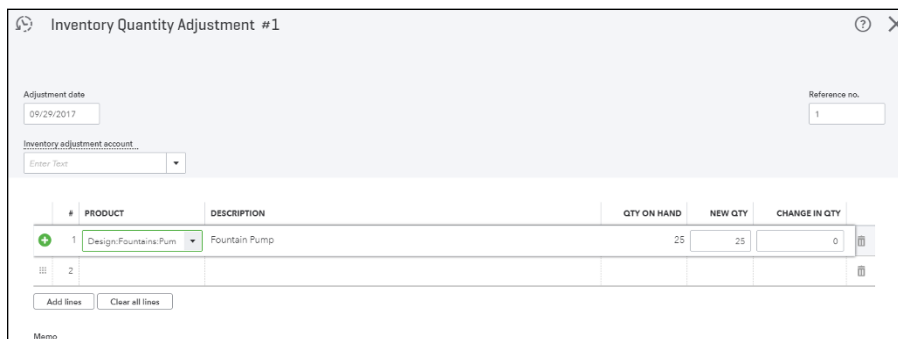 Inventory Quantity Adjustment #1
Adjustment date
Reference no.
09/29/2017
1
Inventory adjustment account
Enter Text
# PRODUCT DESCRIPTION QTY ON HAND NEW QTY CHANGE IN QTY
1 Design:Fountains:Pum Fountain Pump 25 25 0
2
Add lines Clear all lines
Memo